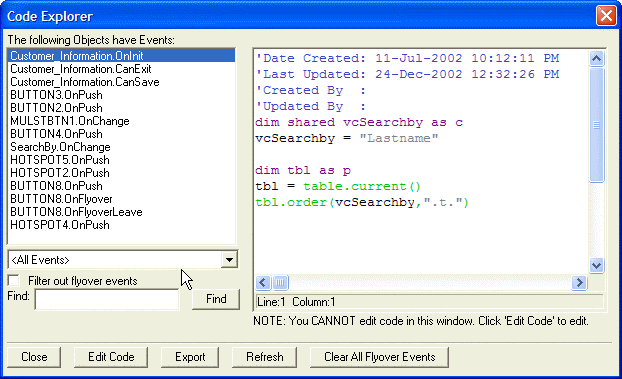 Code Explorer
The following Objects have Events:
Customer_Information.OnInit
Customer_Information.CanExit
Customer_Information.CanSave
BUTTON3.OnPush
BUTTON2.OnPush
MULSTBTN1.OnChange
BUTTON4.OnPush
SearchBy.OnChange
HOTSPOT5.OnPush
HOTSPOT2.OnPush
BUTTON8.OnPush
BUTTON8.OnFlyover
BUTTON8.OnFlyoverLeave
HOTSPOT4.OnPush
<All Events>
Filter out flyover events
Find:
Find
'Date Created: 11-Jul-2002 10:12:11 PM
'Last Updated: 24-Dec-2002 12:32:26 PM
'Created By  :
'Updated By  :
dim shared vcSearchby as c
vcSearchby = "Lastname"
dim tbl as p
tbl = table.current()
tbl.order(vcSearchby,".t.")
Line:1  Column:1
NOTE: You CANNOT edit code in this window. Click 'Edit Code' to edit.
Close
Edit Code
Export
Refresh
Clear All Flyover Events